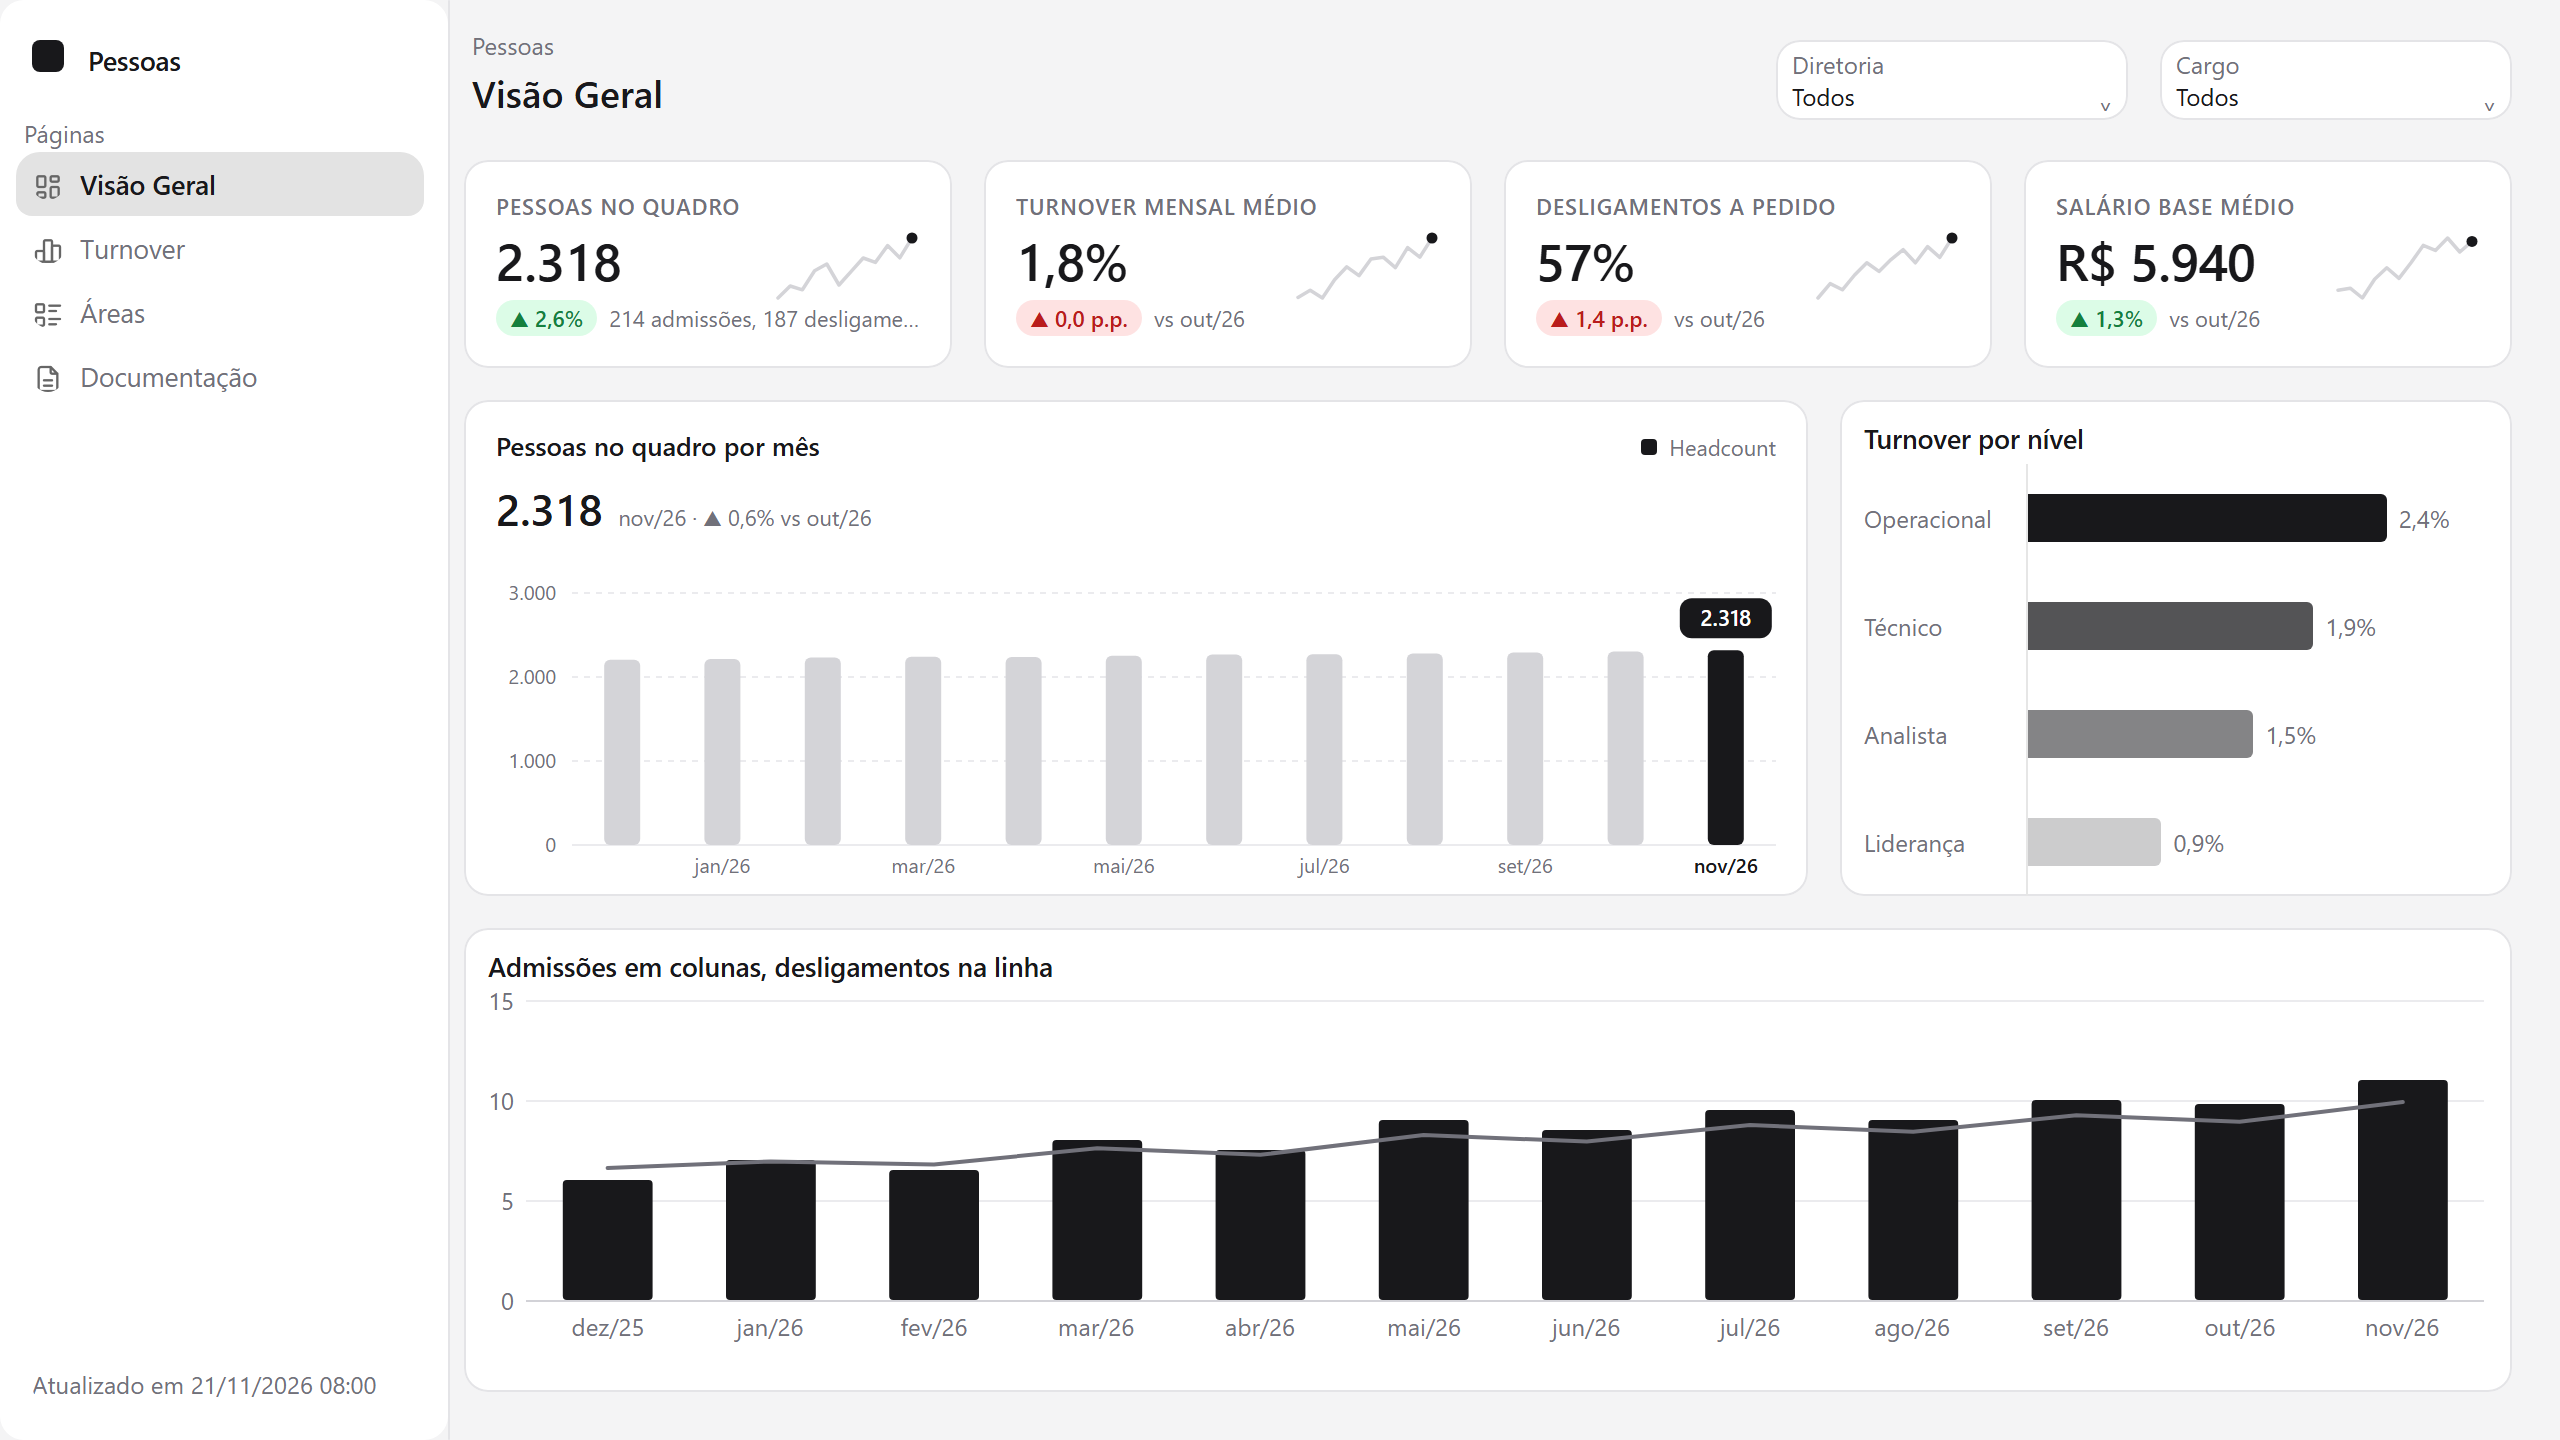 Pessoas
Páginas
Visão Geral
Turnover
Áreas
Documentação
Atualizado em 21/11/2026 08:00
Pessoas
Visão Geral
Diretoria
Todos
Cargo
Todos
PESSOAS NO QUADRO
2.318
▲ 2,6% 214 admissões, 187 desligame...
TURNOVER MENSAL MÉDIO
1,8%
▲ 0,0 p.p. vs out/26
DESLIGAMENTOS A PEDIDO
57%
▲ 1,4 p.p. vs out/26
SALÁRIO BASE MÉDIO
R$ 5.940
▲ 1,3% vs out/26
Pessoas no quadro por mês
Headcount
2.318 nov/26 · ▲ 0,6% vs out/26
3.000
2.000
1.000
0
2.318
jan/26 mar/26 mai/26 jul/26 set/26 nov/26
Turnover por nível
Operacional 2,4%
Técnico 1,9%
Analista 1,5%
Liderança 0,9%
Admissões em colunas, desligamentos na linha
15
10
5
0
dez/25 jan/26 fev/26 mar/26 abr/26 mai/26 jun/26 jul/26 ago/26 set/26 out/26 nov/26